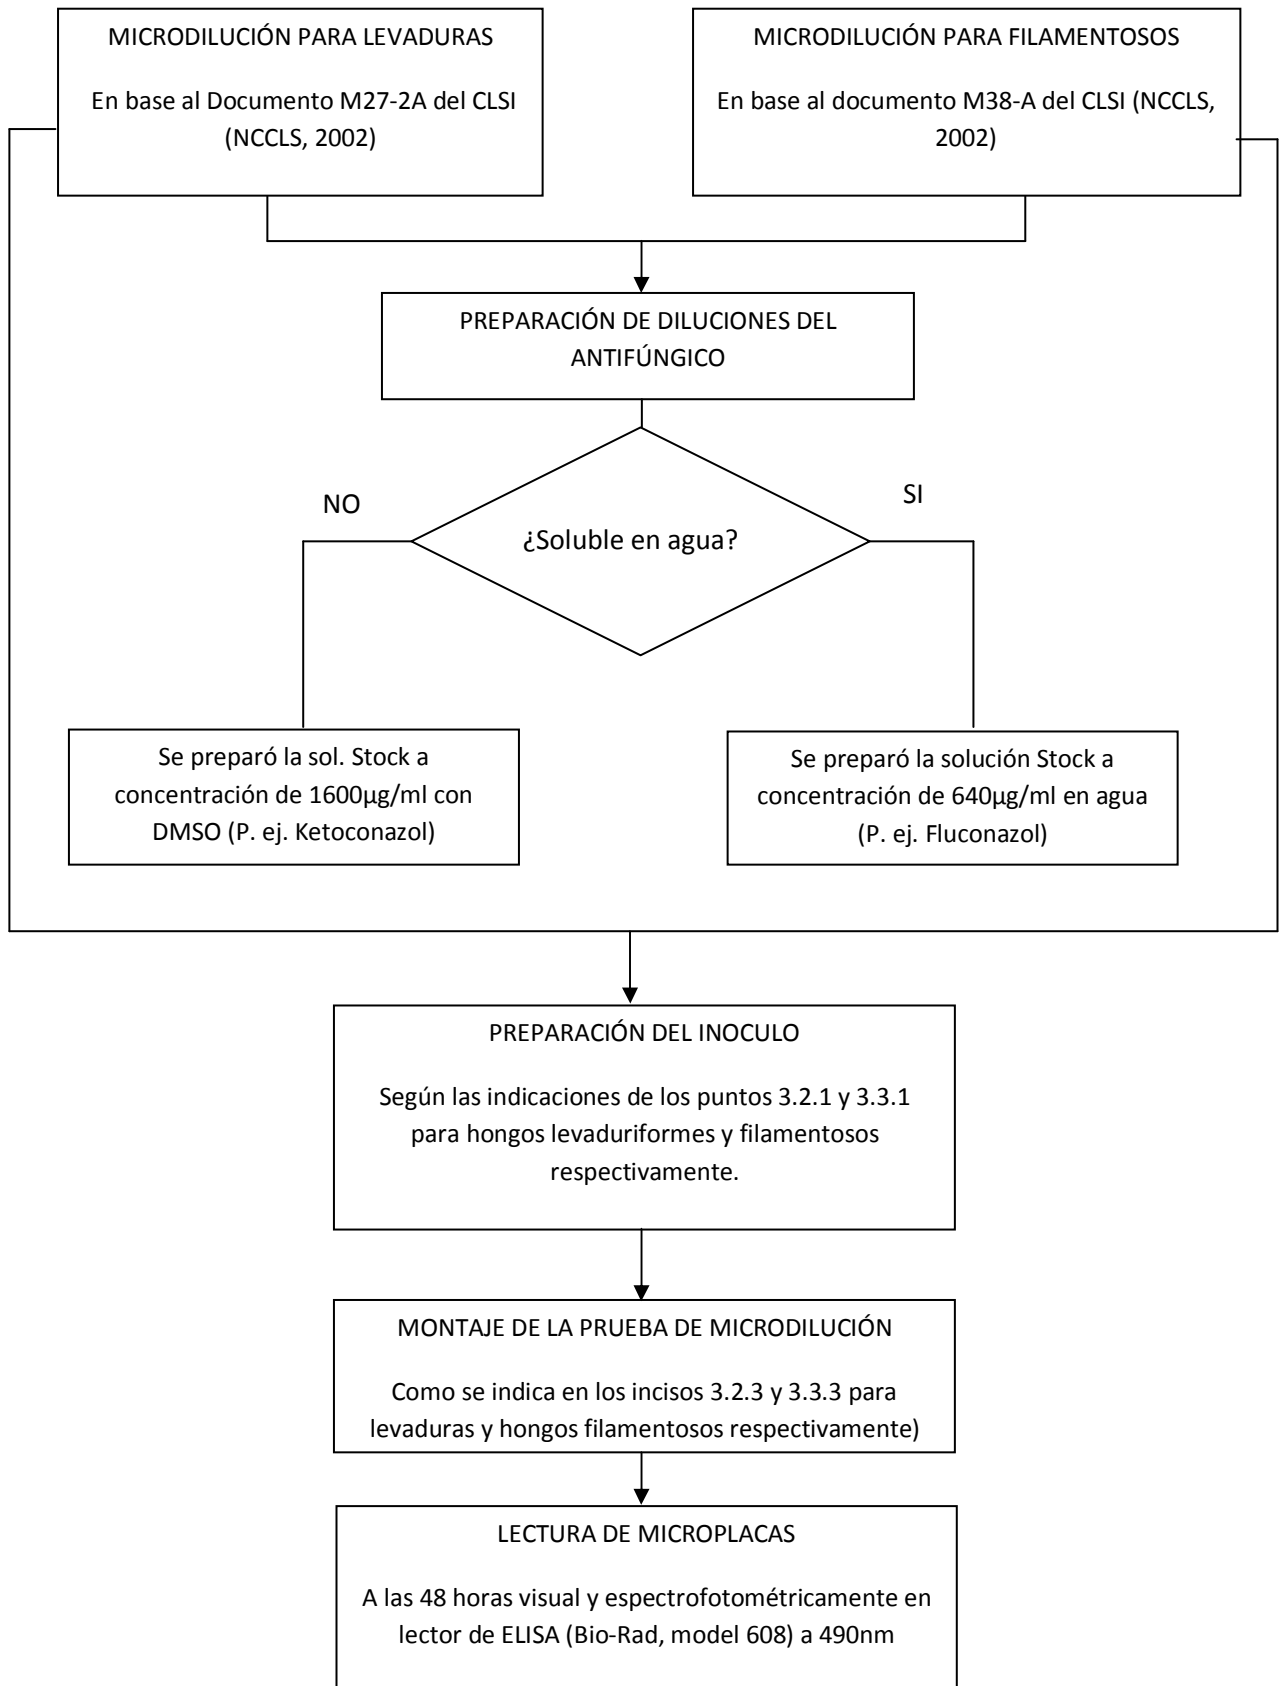 MICRODILUCIÓN PARA LEVADURAS
En base al Documento M27-2A del CLSI
(NCCLS, 2002)
MICRODILUCIÓN PARA FILAMENTOSOS
En base al documento M38-A del CLSI (NCCLS,
2002)
PREPARACIÓN DE DILUCIONES DEL
ANTIFÚNGICO
NO
SI
¿Soluble en agua?
Se preparó la sol. Stock a
concentración de 1600µg/ml con
DMSO (P. ej. Ketoconazol)
Se preparó la solución Stock a
concentración de 640µg/ml en agua
(P. ej. Fluconazol)
PREPARACIÓN DEL INOCULO
Según las indicaciones de los puntos 3.2.1 y 3.3.1
para hongos levaduriformes y filamentosos
respectivamente.
MONTAJE DE LA PRUEBA DE MICRODILUCIÓN
Como se indica en los incisos 3.2.3 y 3.3.3 para
levaduras y hongos filamentosos respectivamente)
LECTURA DE MICROPLACAS
A las 48 horas visual y espectrofotométricamente en
lector de ELISA (Bio-Rad, model 608) a 490nm